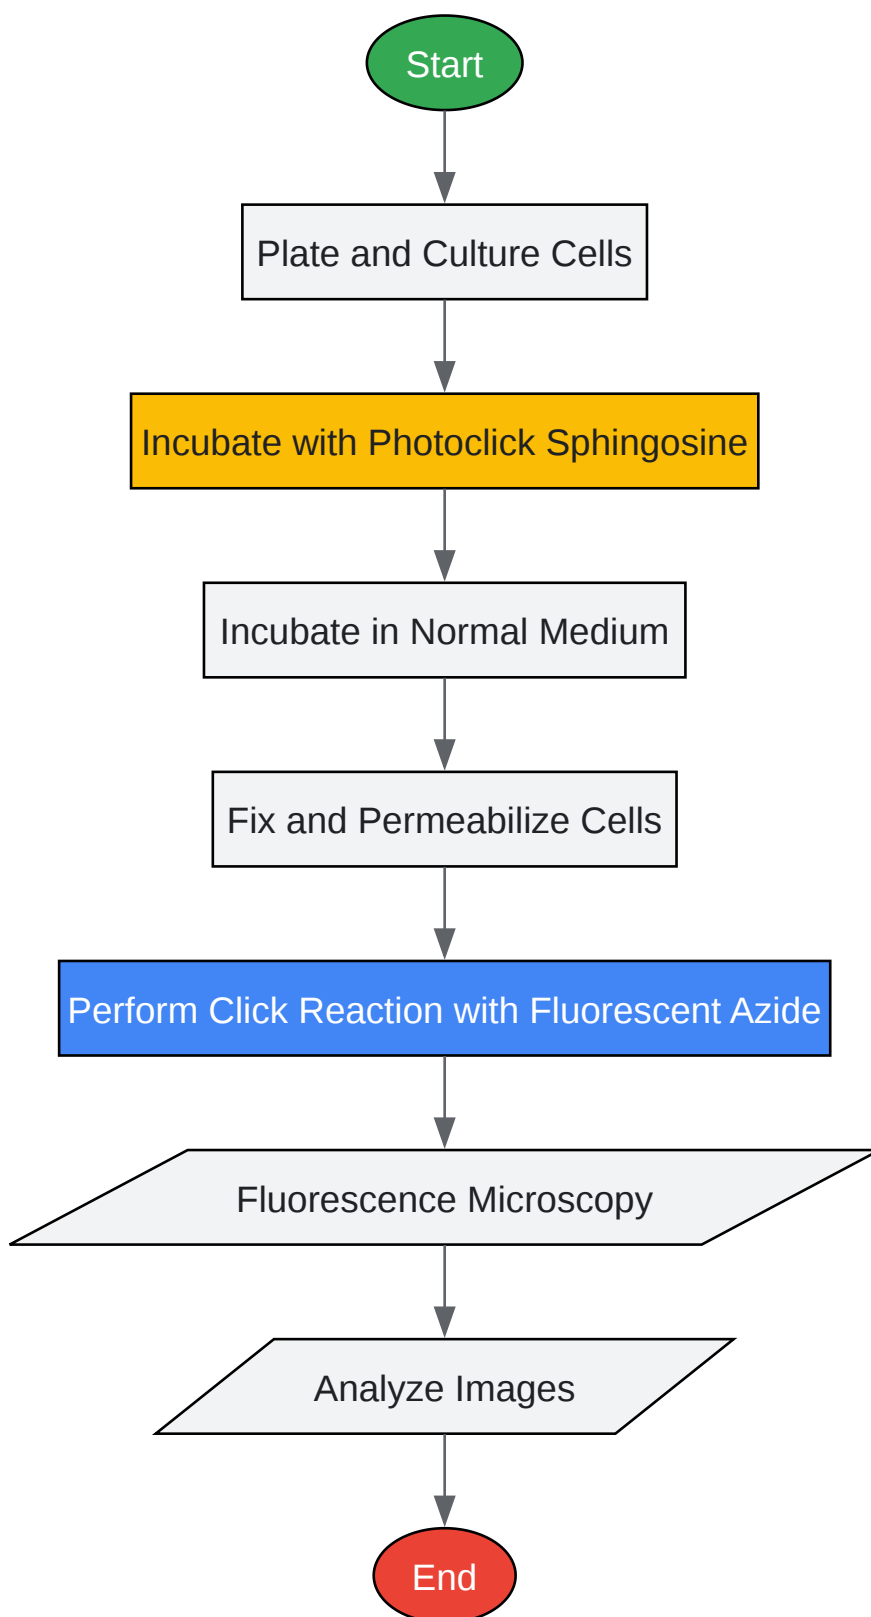 Start
Plate and Culture Cells
Incubate with Photoclick Sphingosine
Incubate in Normal Medium
Fix and Permeabilize Cells
Perform Click Reaction with Fluorescent Azide
Fluorescence Microscopy
Analyze Images
End